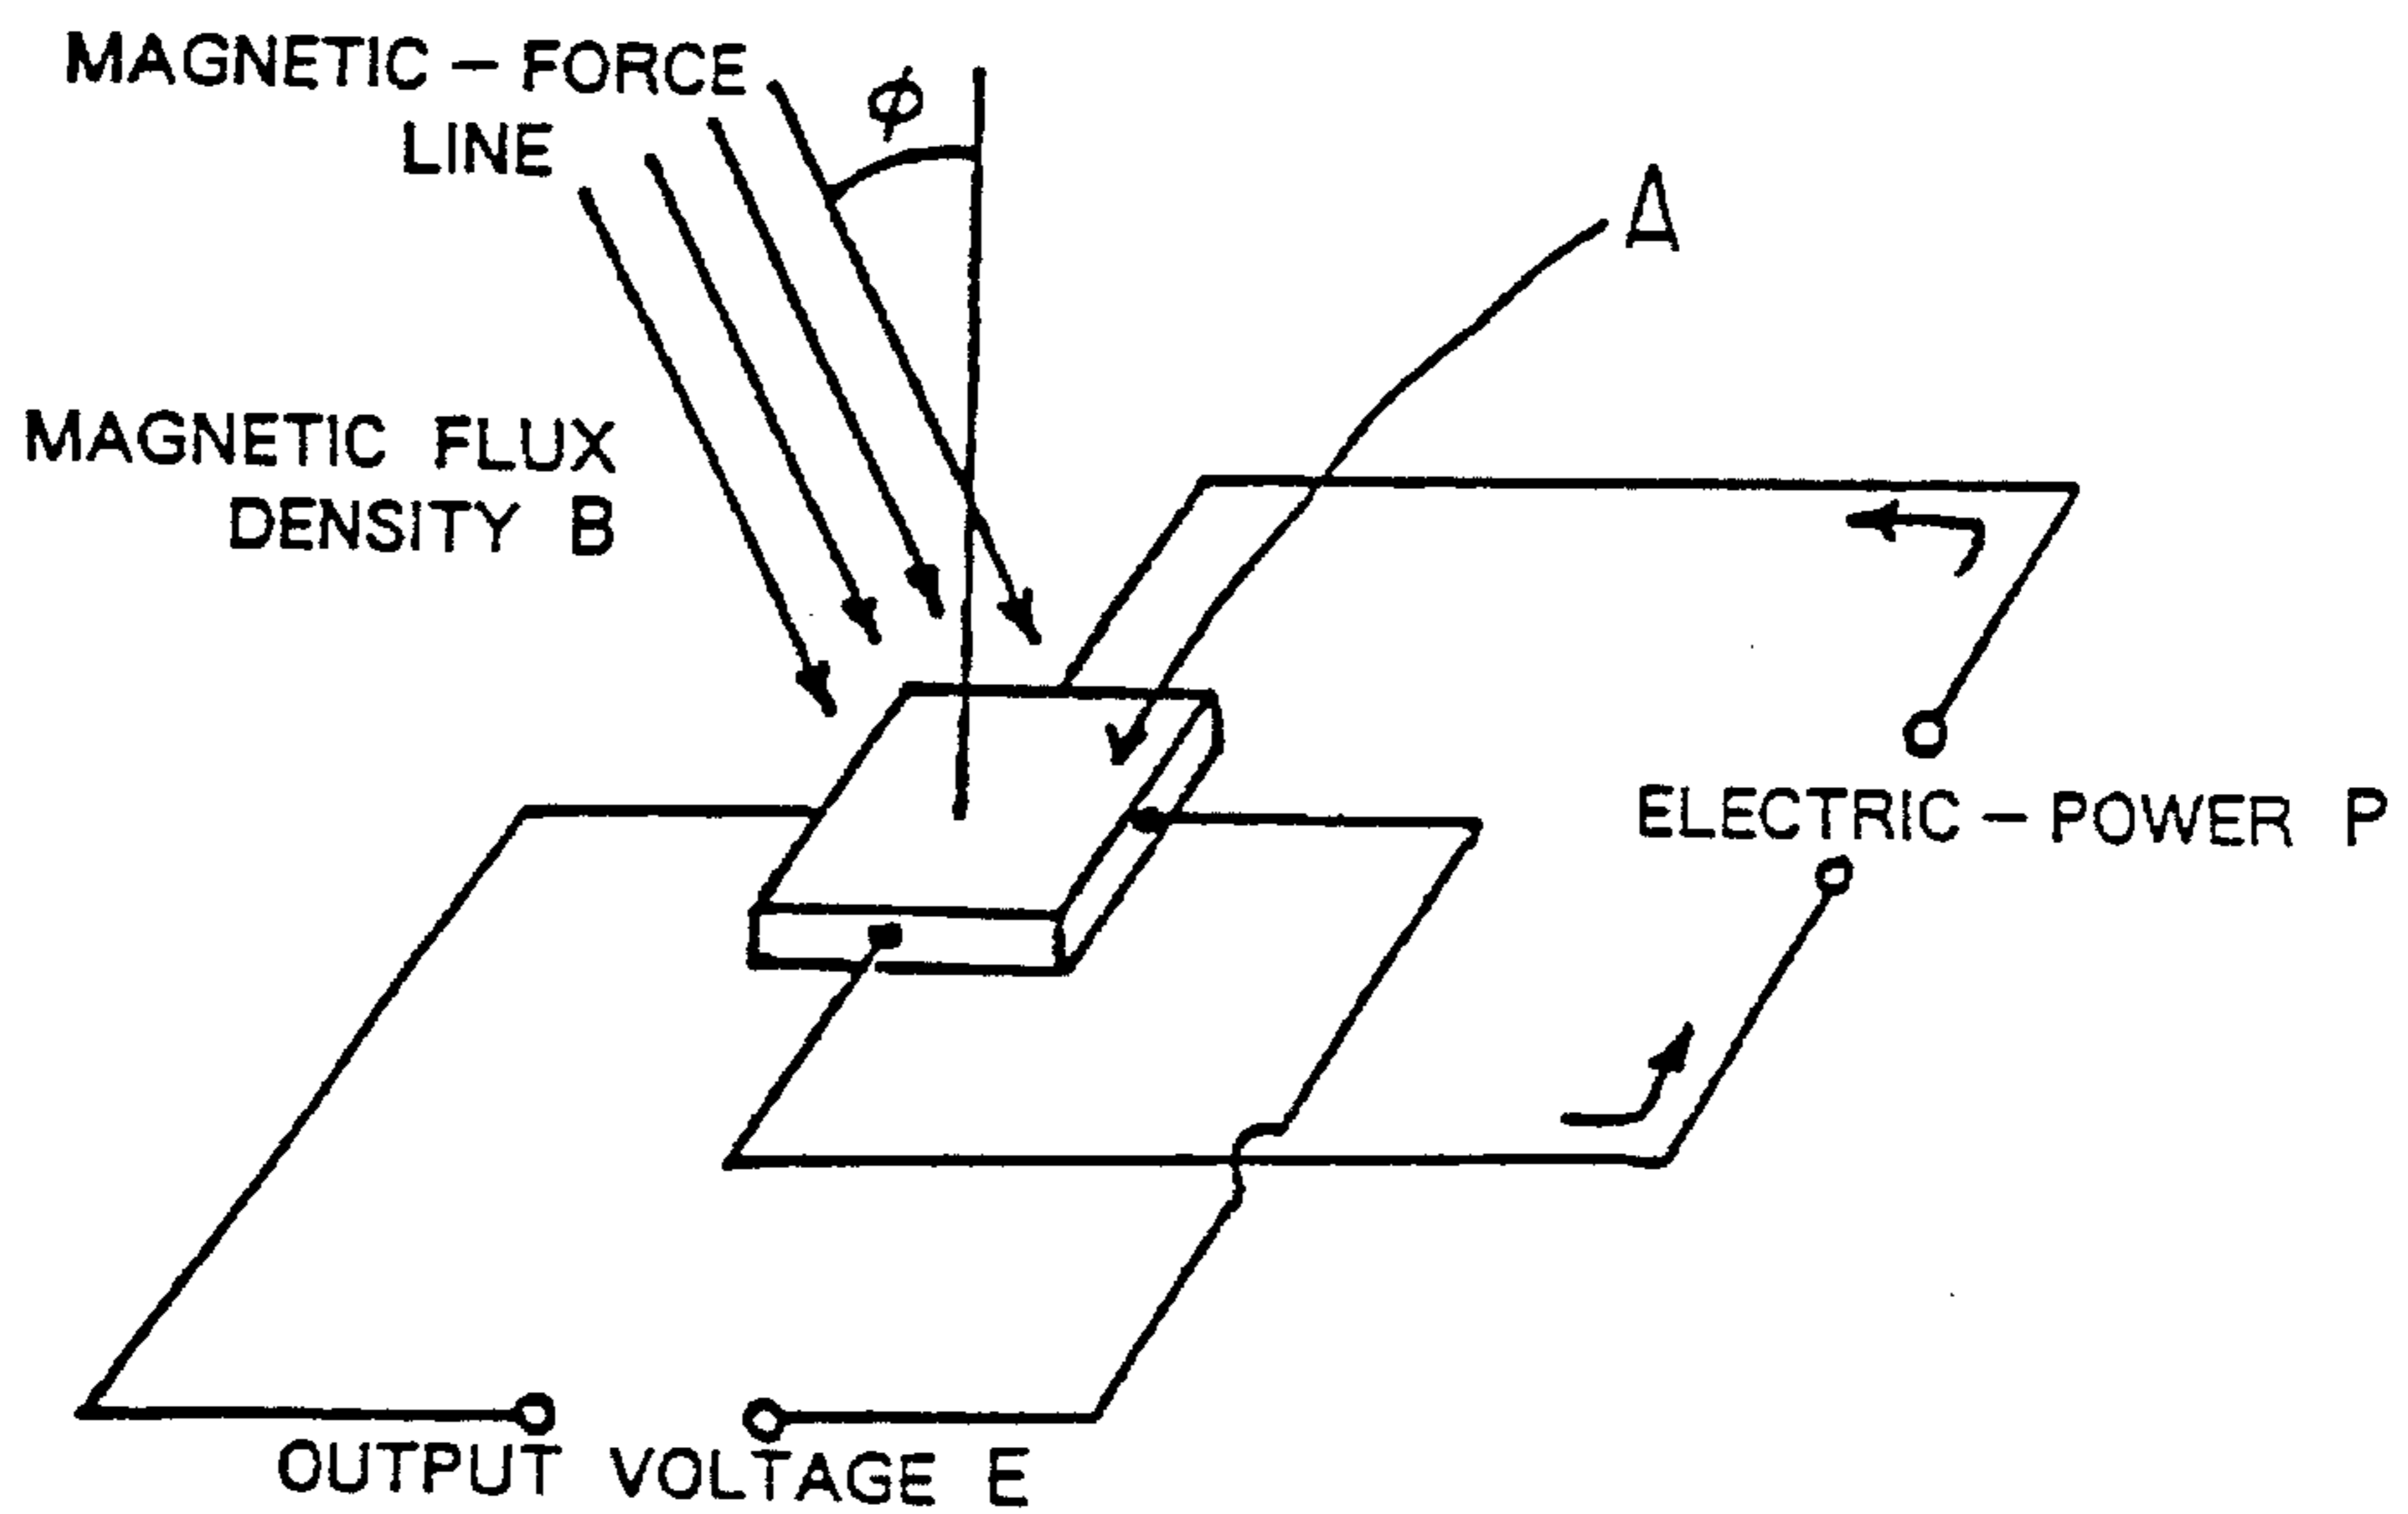 MAGNETIC-FORCE
LINE
φ
A
MAGNETIC FLUX
DENSITY B
ELECTRIC-POWER P
OUTPUT VOLTAGE E